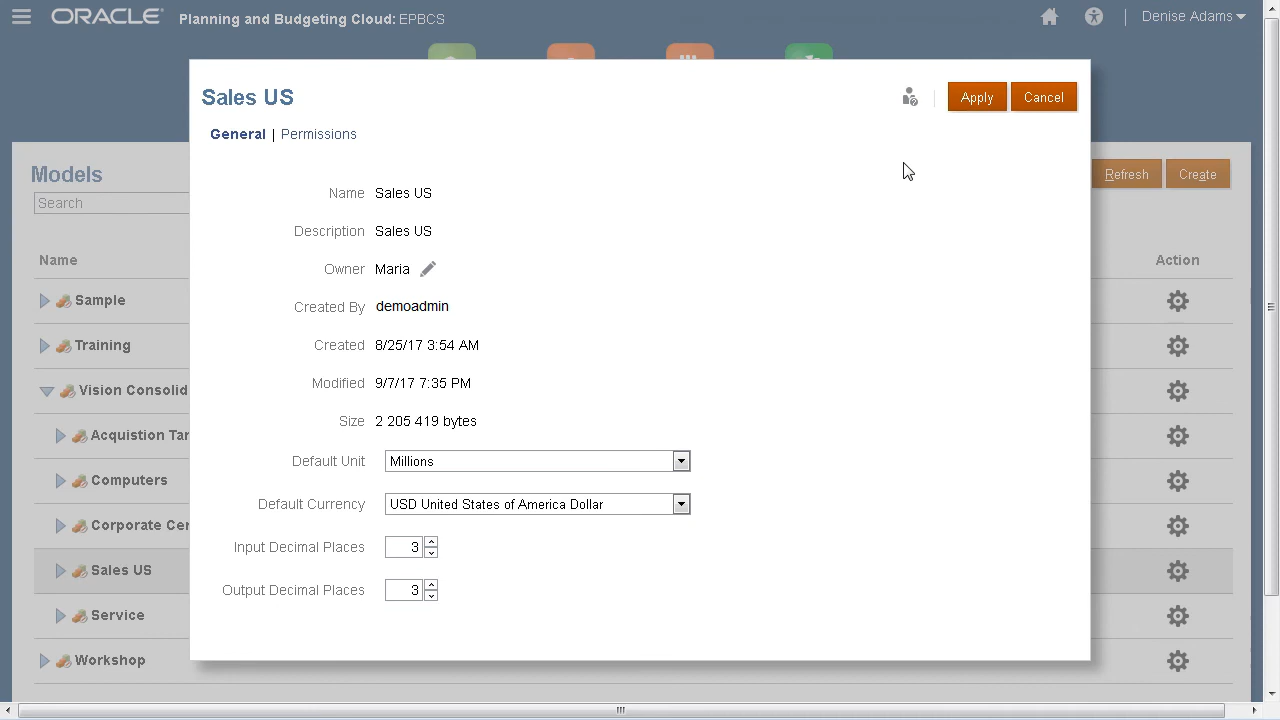 ORACLE® Planning and Budgeting Cloud: EPBCS
Denise Adams
Sales US
Apply
Cancel
General | Permissions
Models
Refresh
Create
Search
Name
Action
Sample
Training
Vision Consolid
Acquistion Tar
Computers
Corporate Cer
Sales US
Service
Workshop
Name Sales US
Description Sales US
Owner Maria
Created By demoadmin
Created 8/25/17 3:54 AM
Modified 9/7/17 7:35 PM
Size 2 205 419 bytes
Default Unit Millions
Default Currency USD United States of America Dollar
Input Decimal Places 3
Output Decimal Places 3